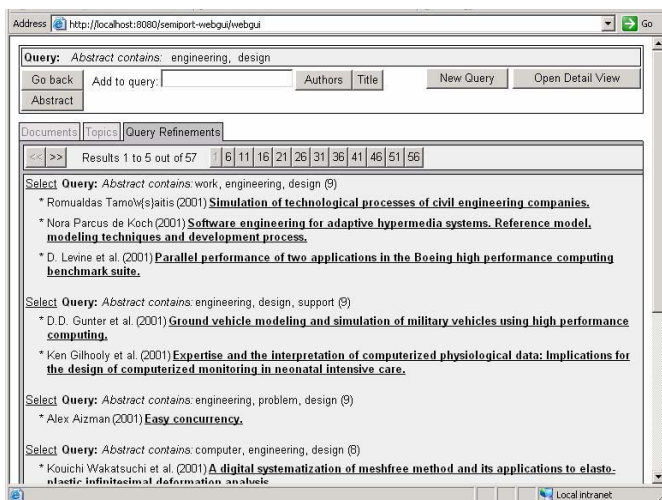 Address http://localhost:8080/semiport-webgui/webgui Go
Query: Abstract contains: engineering, design
Go back Add to query: Authors Title New Query Open Detail View
Abstract
Documents Topics Query Refinements
<< >> Results 1 to 5 out of 57 1 6 11 16 21 26 31 36 41 46 51 56
Select Query: Abstract contains: work, engineering, design (9)
* Romualdas Tamo\v{s}aitis (2001) Simulation of technological processes of civil engineering companies.
* Nora Parcus de Koch (2001) Software engineering for adaptive hypermedia systems. Reference model,
modeling techniques and development process.
* D. Levine et al. (2001) Parallel performance of two applications in the Boeing high performance computing
benchmark suite.
Select Query: Abstract contains: engineering, design, support (9)
* D.D. Gunter et al. (2001) Ground vehicle modeling and simulation of military vehicles using high performance
computing.
* Ken Gilhooly et al. (2001) Expertise and the interpretation of computerized physiological data: Implications for
the design of computerized monitoring in neonatal intensive care.
Select Query: Abstract contains: engineering, problem, design (9)
* Alex Aizman (2001) Easy concurrency.
Select Query: Abstract contains: computer, engineering, design (8)
* Kouichi Wakatsuchi et al. (2001) A digital systematization of meshfree method and its applications to elasto-
plastic infinitesimal deformation analysis
Local intranet